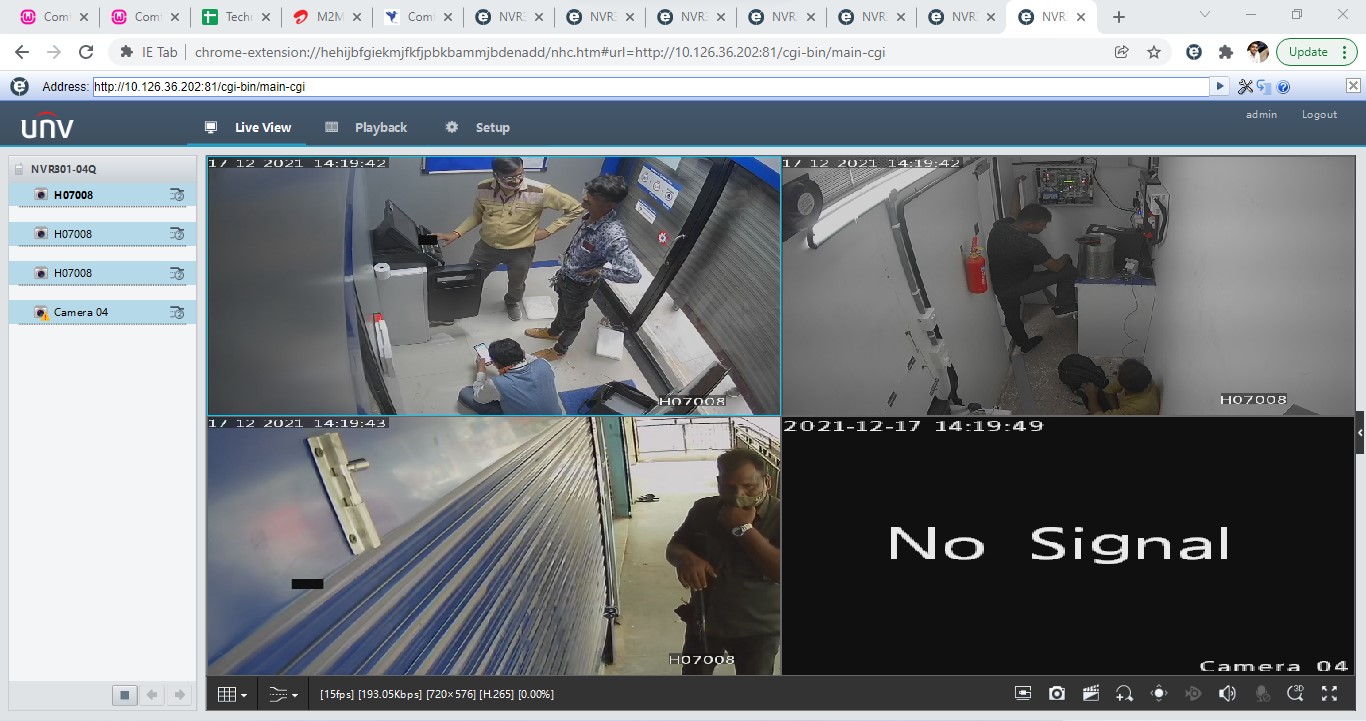 Com
Com
Techn
M2M
Com
NVR
NVR
NVR
NVR
NVR
NVR
NVR
IE Tab
chrome-extension://hehijbfgiekmjfkfjpbkbammjbdenadd/nhc.htm#url=http://10.126.36.202:81/cgi-bin/main-cgi
Update
Address: http://10.126.36.202:81/cgi-bin/main-cgi
unv
Live View
Playback
Setup
admin
Logout
NVR301-04Q
H07008
H07008
H07008
Camera 04
17 12 2021 14:19:42
H07008
17 12 2021 14:19:42
H07008
17 12 2021 14:19:43
H07008
2021-12-17 14:19:49
No Signal
Camera 04
[15fps] [193.05Kbps] [720×576] [H.265] [0.00%]
3D